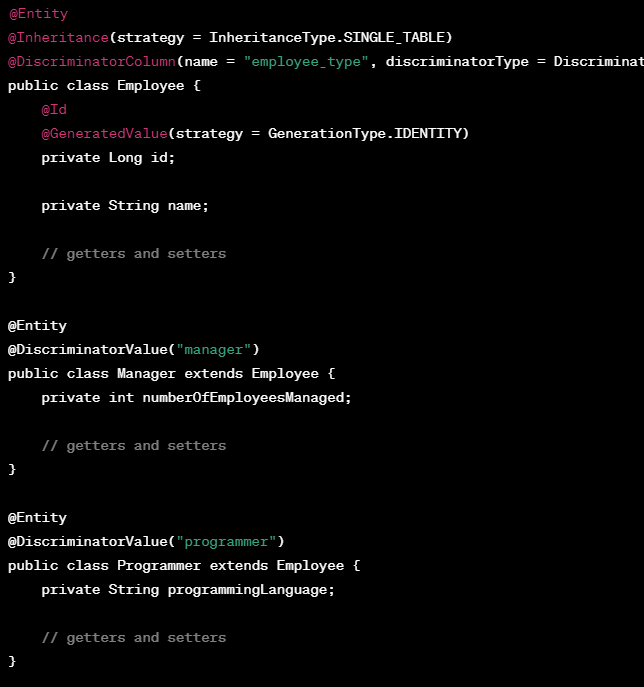 @Entity
@Inheritance(strategy = InheritanceType.SINGLE_TABLE)
@DiscriminatorColumn(name = "employee_type", discriminatorType = Discriminat
public class Employee {
    @Id
    @GeneratedValue(strategy = GenerationType.IDENTITY)
    private Long id;
    private String name;
    // getters and setters
}
@Entity
@DiscriminatorValue("manager")
public class Manager extends Employee {
    private int numberOfEmployeesManaged;
    // getters and setters
}
@Entity
@DiscriminatorValue("programmer")
public class Programmer extends Employee {
    private String programmingLanguage;
    // getters and setters
}